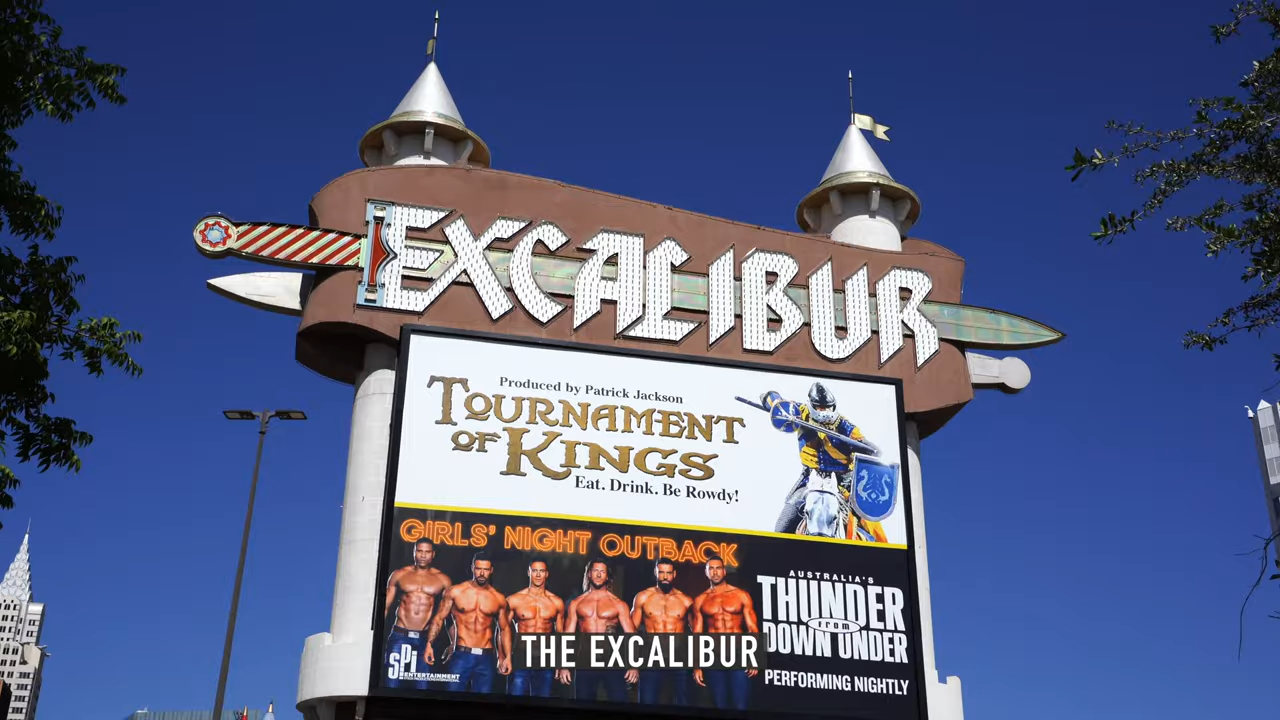 EXCALIBUR
Produced by Patrick Jackson
TOURNAMENT
OF KINGS
Eat. Drink. Be Rowdy!
GIRLS' NIGHT OUTBACK
AUSTRALIA'S
THUNDER
from
DOWN UNDER
PERFORMING NIGHTLY
SPI
ENTERTAINMENT
THE EXCALIBUR